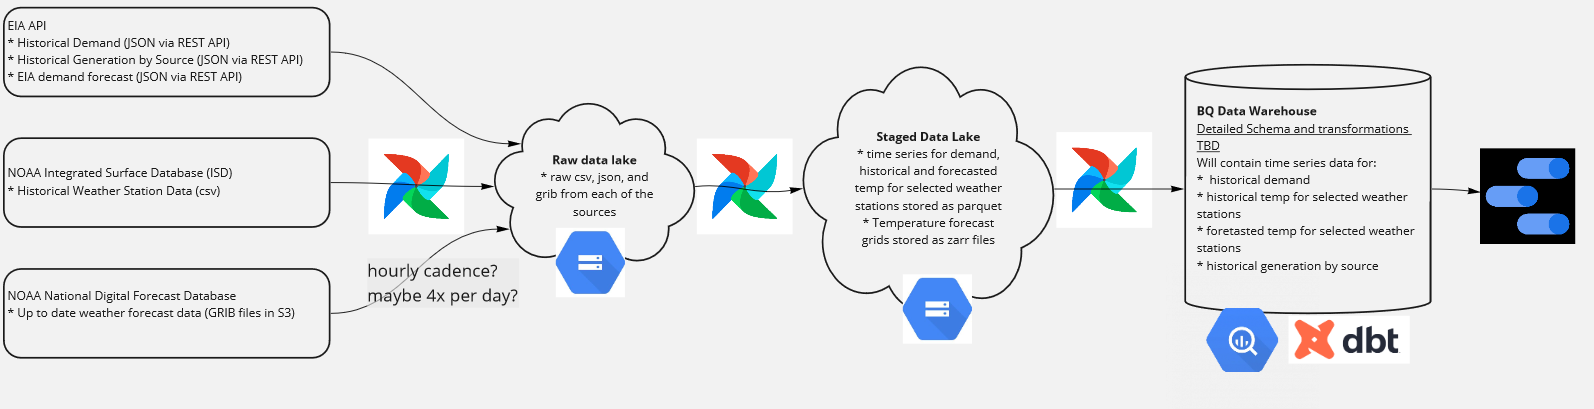 EIA API
* Historical Demand (JSON via REST API)
* Historical Generation by Source (JSON via REST API)
* EIA demand forecast (JSON via REST API)
NOAA Integrated Surface Database (ISD)
* Historical Weather Station Data (csv)
NOAA National Digital Forecast Database
* Up to date weather forecast data (GRIB files in S3)
hourly cadence?
maybe 4x per day?
Raw data lake
* raw csv, json, and
grib from each of the
sources
Staged Data Lake
* time series for demand,
historical and forecasted
temp for selected weather
stations stored as parquet
* Temperature forecast
grids stored as zarr files
BQ Data Warehouse
Detailed Schema and transformations
TBD
Will contain time series data for:
* historical demand
* historical temp for selected weather
stations
* foretasted temp for selected weather
stations
* historical generation by source
dbt